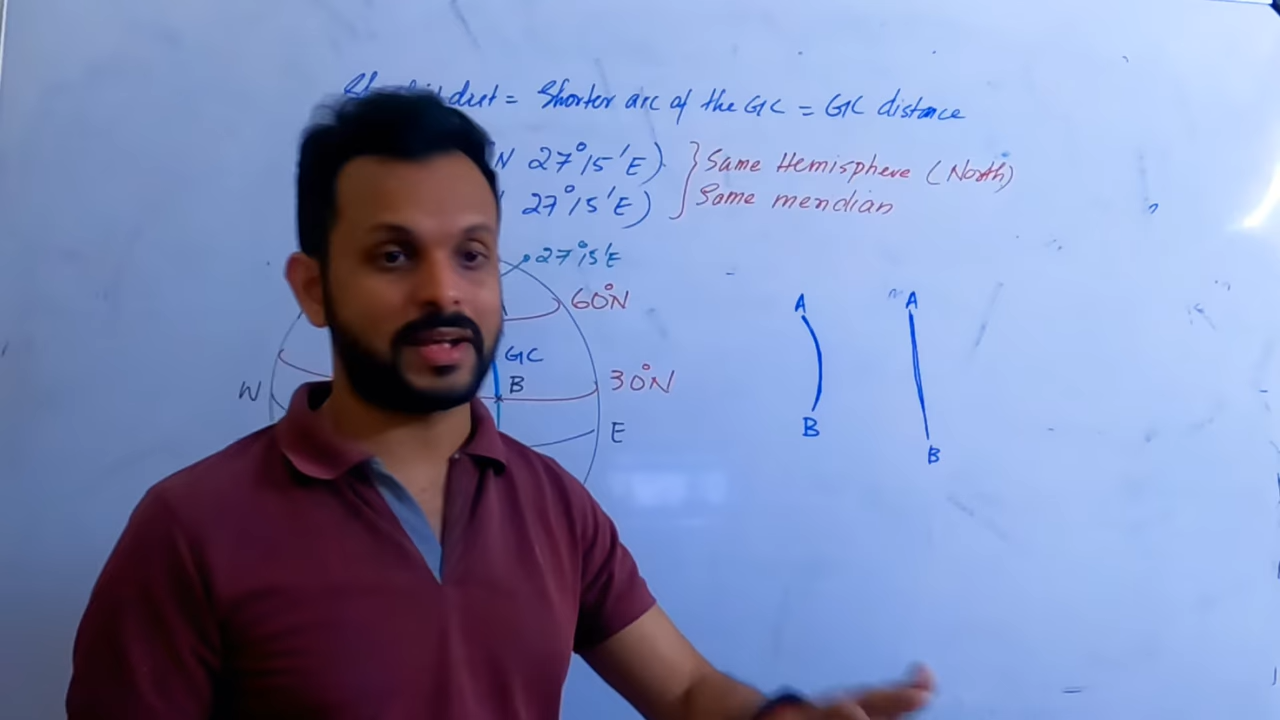 dist = Shorter arc of the GC = GC distance
N 27°15'E) } Same Hemisphere (North)
27°15'E) Same meridian
27°15'E
60°N
A A
GC
B
30°N
W
E
B
B